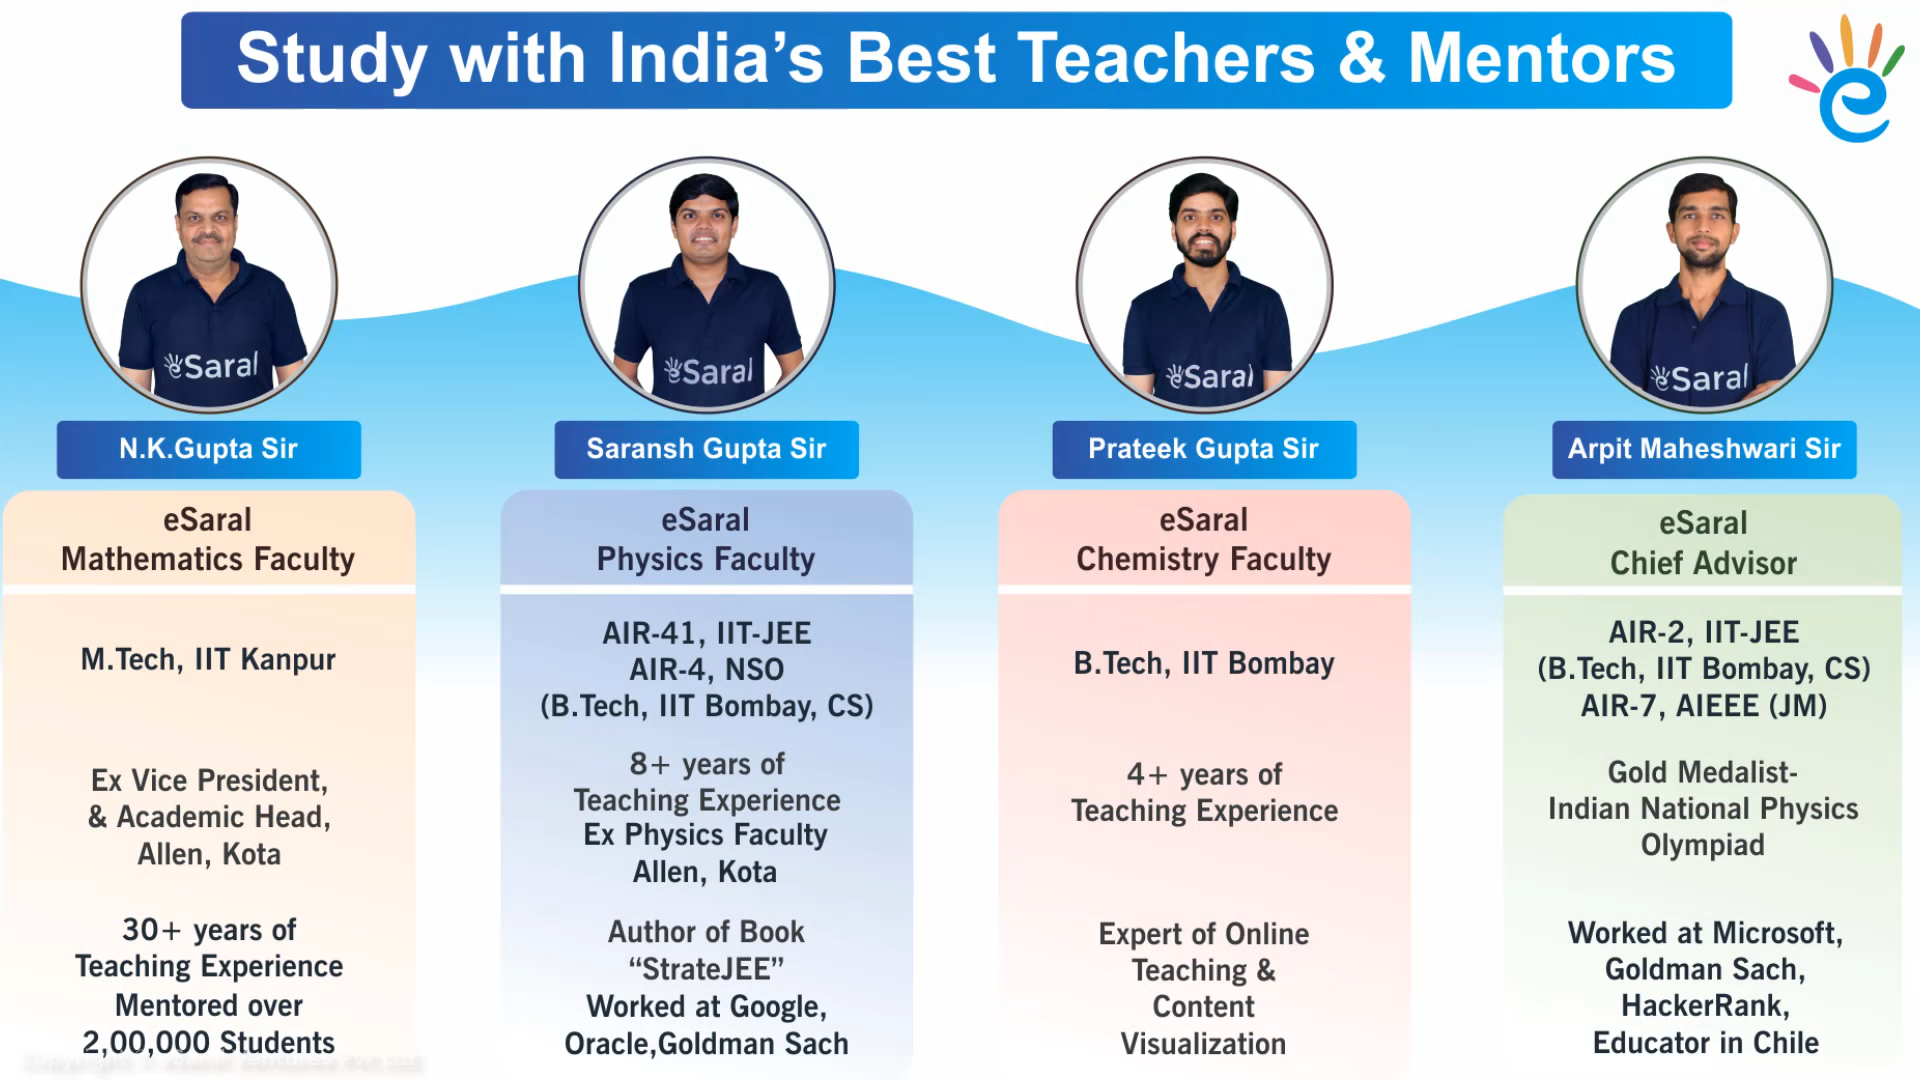 Study with India’s Best Teachers & Mentors
eSaral
eSaral
eSaral
eSaral
N.K.Gupta Sir
eSaral
Mathematics Faculty
M.Tech, IIT Kanpur
Ex Vice President,
& Academic Head,
Allen, Kota
30+ years of
Teaching Experience
Mentored over
2,00,000 Students
Saransh Gupta Sir
eSaral
Physics Faculty
AIR-41, IIT-JEE
AIR-4, NSO
(B.Tech, IIT Bombay, CS)
8+ years of
Teaching Experience
Ex Physics Faculty
Allen, Kota
Author of Book
“StrateJEE”
Worked at Google,
Oracle,Goldman Sach
Prateek Gupta Sir
eSaral
Chemistry Faculty
B.Tech, IIT Bombay
4+ years of
Teaching Experience
Expert of Online
Teaching &
Content
Visualization
Arpit Maheshwari Sir
eSaral
Chief Advisor
AIR-2, IIT-JEE
(B.Tech, IIT Bombay, CS)
AIR-7, AIEEE (JM)
Gold Medalist-
Indian National Physics
Olympiad
Worked at Microsoft,
Goldman Sach,
HackerRank,
Educator in Chile